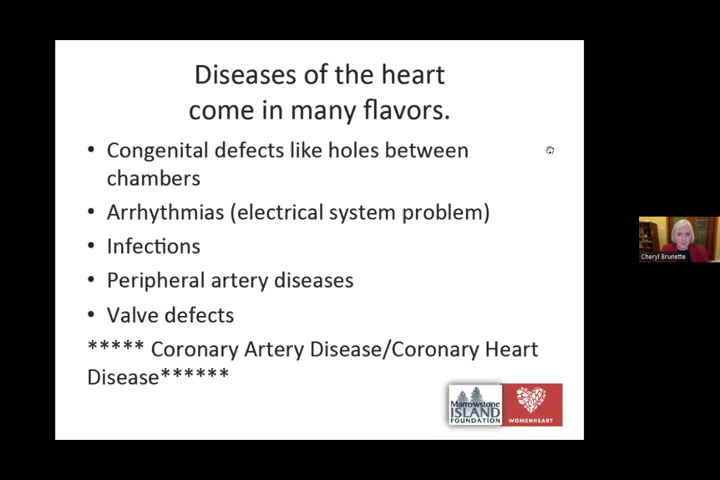 Diseases of the heart
come in many flavors.
• Congenital defects like holes between
chambers
• Arrhythmias (electrical system problem)
• Infections
• Peripheral artery diseases
• Valve defects
***** Coronary Artery Disease/Coronary Heart
Disease******
Marrowstone
ISLAND
FOUNDATION
WOMENHEART
Cheryl Brunette